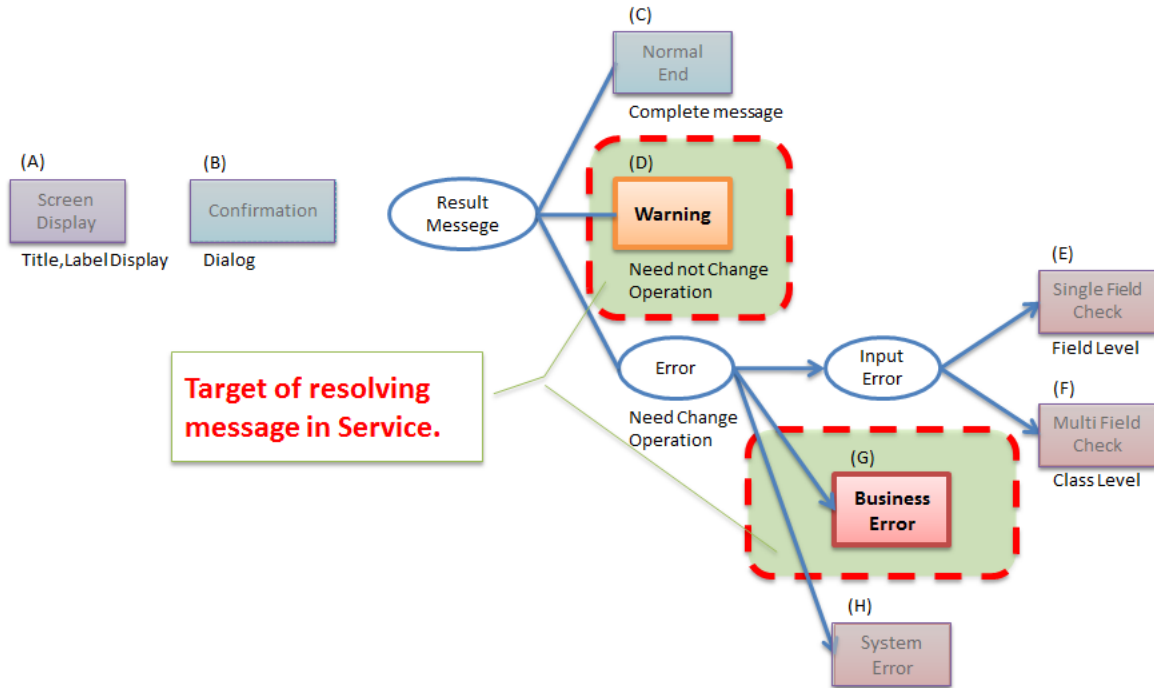 (A)
Screen
Display
Title,Label Display
(B)
Confirmation
Dialog
Result
Messege
(C)
Normal
End
Complete message
(D)
Warning
Need not Change
Operation
Error
Need Change
Operation
Input
Error
(E)
Single Field
Check
Field Level
(F)
Multi Field
Check
Class Level
(G)
Business
Error
(H)
System
Error
Target of resolving
message in Service.